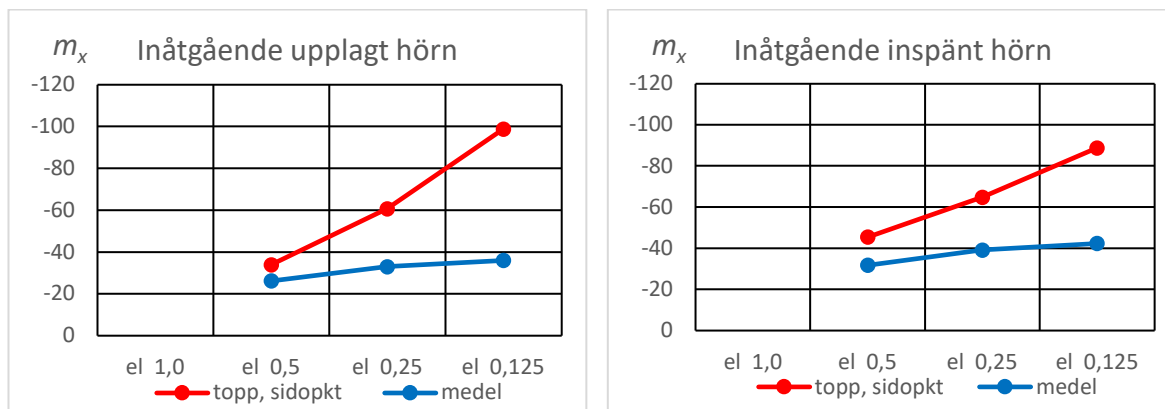 m_x Inåtgående upplagt hörn
-120
-100
-80
-60
-40
-20
0
el 1,0 el 0,5 el 0,25 el 0,125
topp, sidopkt medel
m_x Inåtgående inspänt hörn
-120
-100
-80
-60
-40
-20
0
el 1,0 el 0,5 el 0,25 el 0,125
topp, sidopkt medel